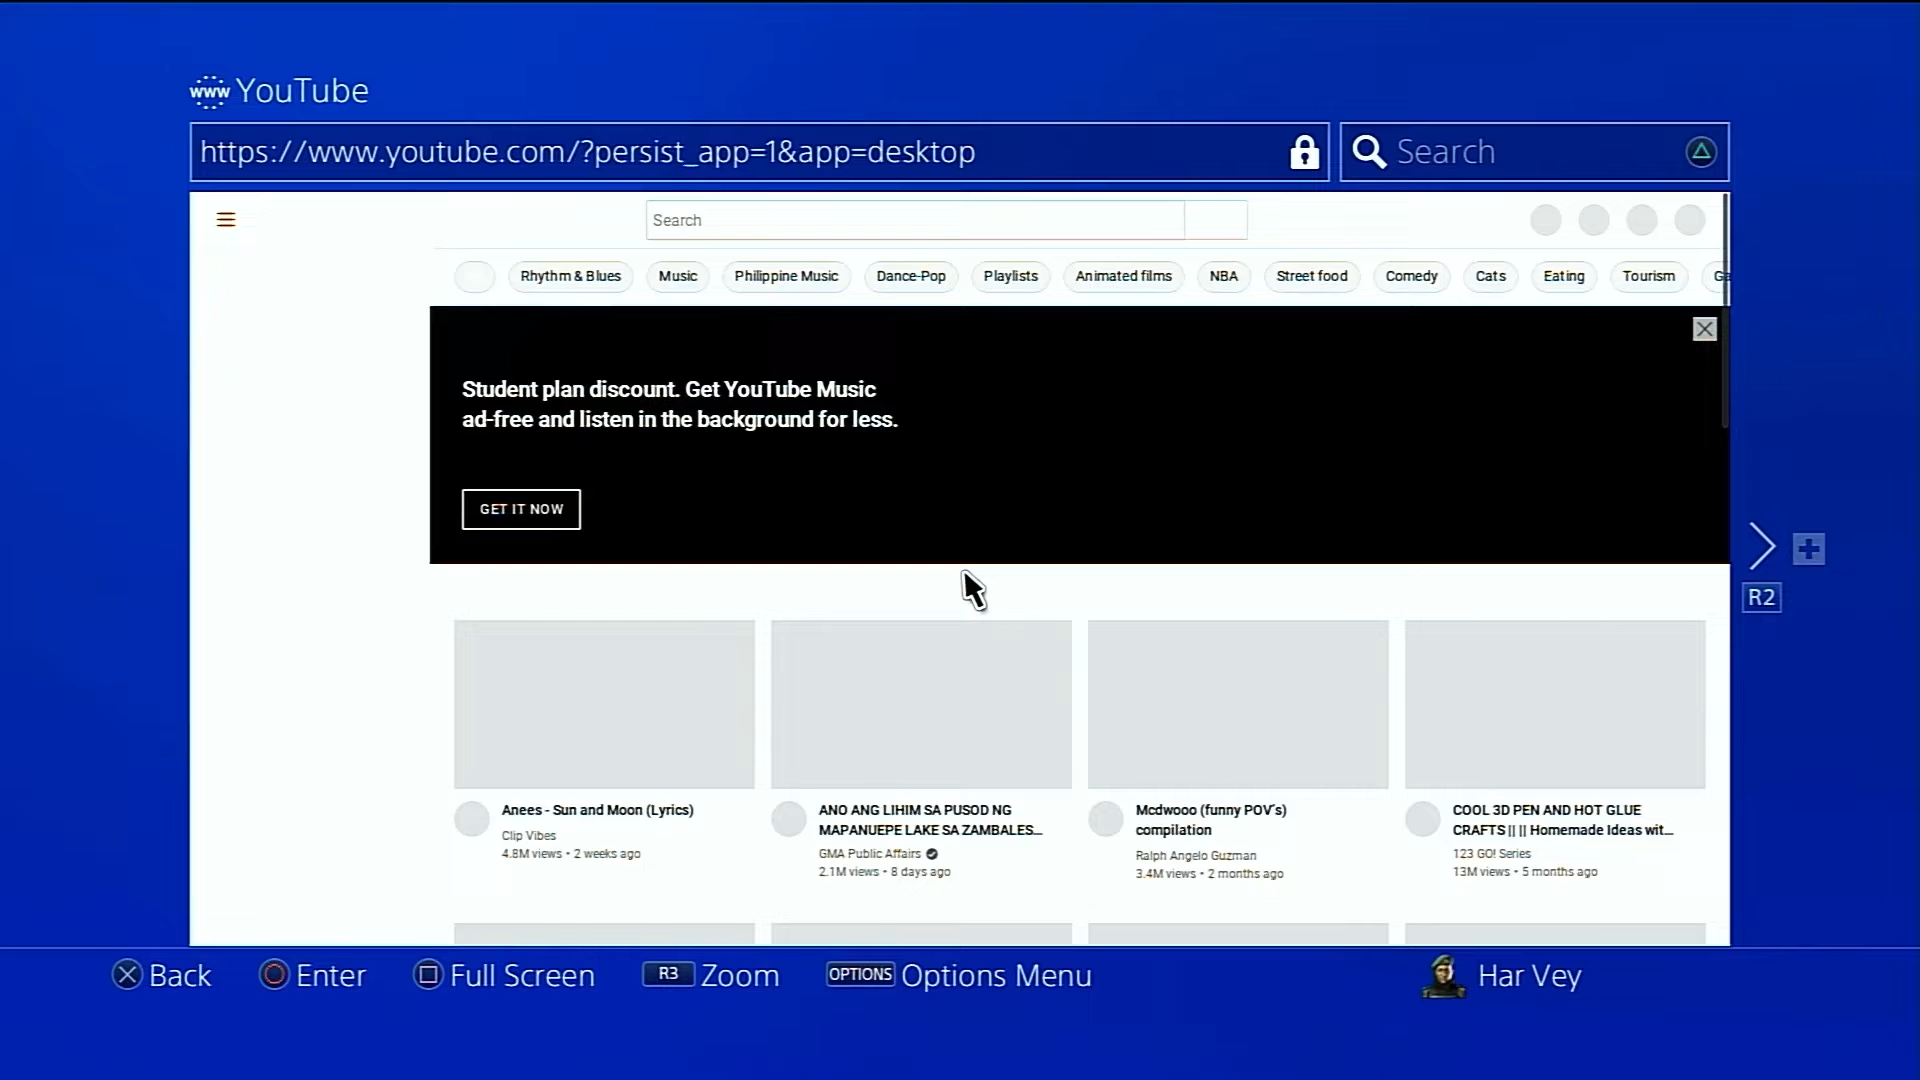 www YouTube
https://www.youtube.com/?persist_app=1&app=desktop
Search
Search
Rhythm & Blues
Music
Philippine Music
Dance-Pop
Playlists
Animated films
NBA
Street food
Comedy
Cats
Eating
Tourism
Student plan discount. Get YouTube Music
ad-free and listen in the background for less.
GET IT NOW
R2
Anees - Sun and Moon (Lyrics)
Clip Vibes
4.8M views • 2 weeks ago
ANO ANG LIHIM SA PUSOD NG
MAPANUEPE LAKE SA ZAMBALES...
GMA Public Affairs
2.1M views • 8 days ago
Mcdwooo (funny POV's)
compilation
Ralph Angelo Guzman
3.4M views • 2 months ago
COOL 3D PEN AND HOT GLUE
CRAFTS || || Homemade Ideas wit...
123 GO! Series
13M views • 5 months ago
Back
Enter
Full Screen
R3 Zoom
OPTIONS Options Menu
Har Vey